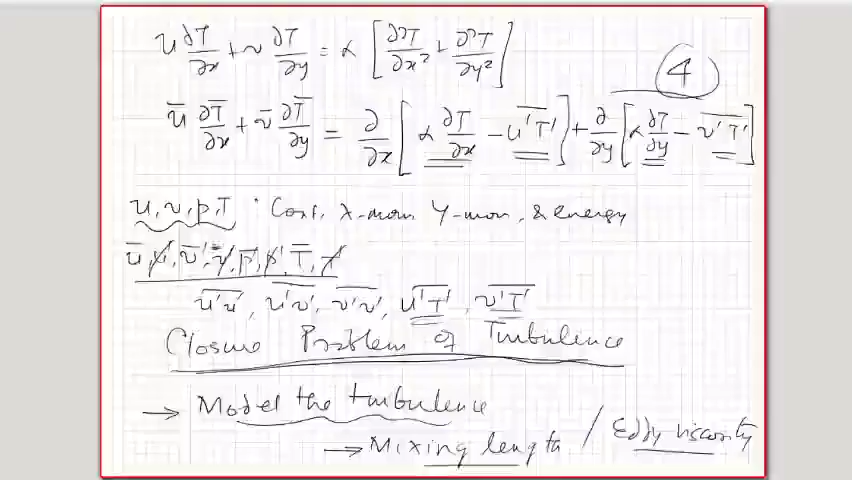 u ∂T/∂x + v ∂T/∂y = α [ ∂²T/∂x² + ∂²T/∂y² ]
4
ū ∂T̄/∂x + v̄ ∂T̄/∂y = ∂/∂x [ α ∂T/∂x − \overline{u'T'} ] + ∂/∂y [ α ∂T/∂y − \overline{v'T'} ]
u, v, p, T : Cont, X-mom, Y-mom, & energy
ū, u', v̄, v', p̄, p', T̄, T'
\overline{u'u'}, \overline{u'v'}, \overline{v'v'}, \overline{u'T'}, \overline{v'T'}
Closure Problem of Turbulence
→ Model the turbulence
→ Mixing length / Eddy viscosity